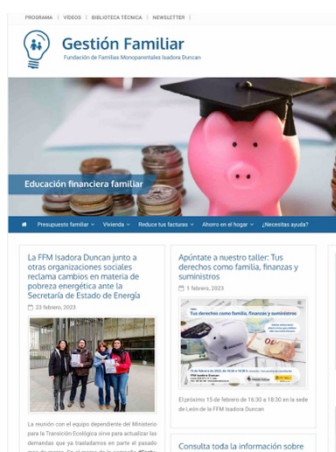 PROGRAMA | VÍDEOS | BIBLIOTECA TÉCNICA | NEWSLETTER |
Gestión Familiar
Fundación de Familias Monoparentales Isadora Duncan
Educación financiera familiar
Presupuesto familiar Vivienda Reduce tus facturas Ahorro en el hogar ¿Necesitas ayuda?
La FFM Isadora Duncan junto a
otras organizaciones sociales
reclama cambios en materia de
pobreza energética ante la
Secretaría de Estado de Energía
23 febrero, 2023
La reunión con el equipo dependiente del Ministerio
para la Transición Ecológica sirve para actualizar las
demandas que ya trasladamos en parte el pasado
Apúntate a nuestro taller: Tus
derechos como familia, finanzas y
suministros
1 febrero, 2023
Tus derechos como familia, finanzas y suministros
El próximo 15 de febrero de 16:30 a 18:30 en la sede
de León de la FFM Isadora Duncan
Consulta toda la información sobre